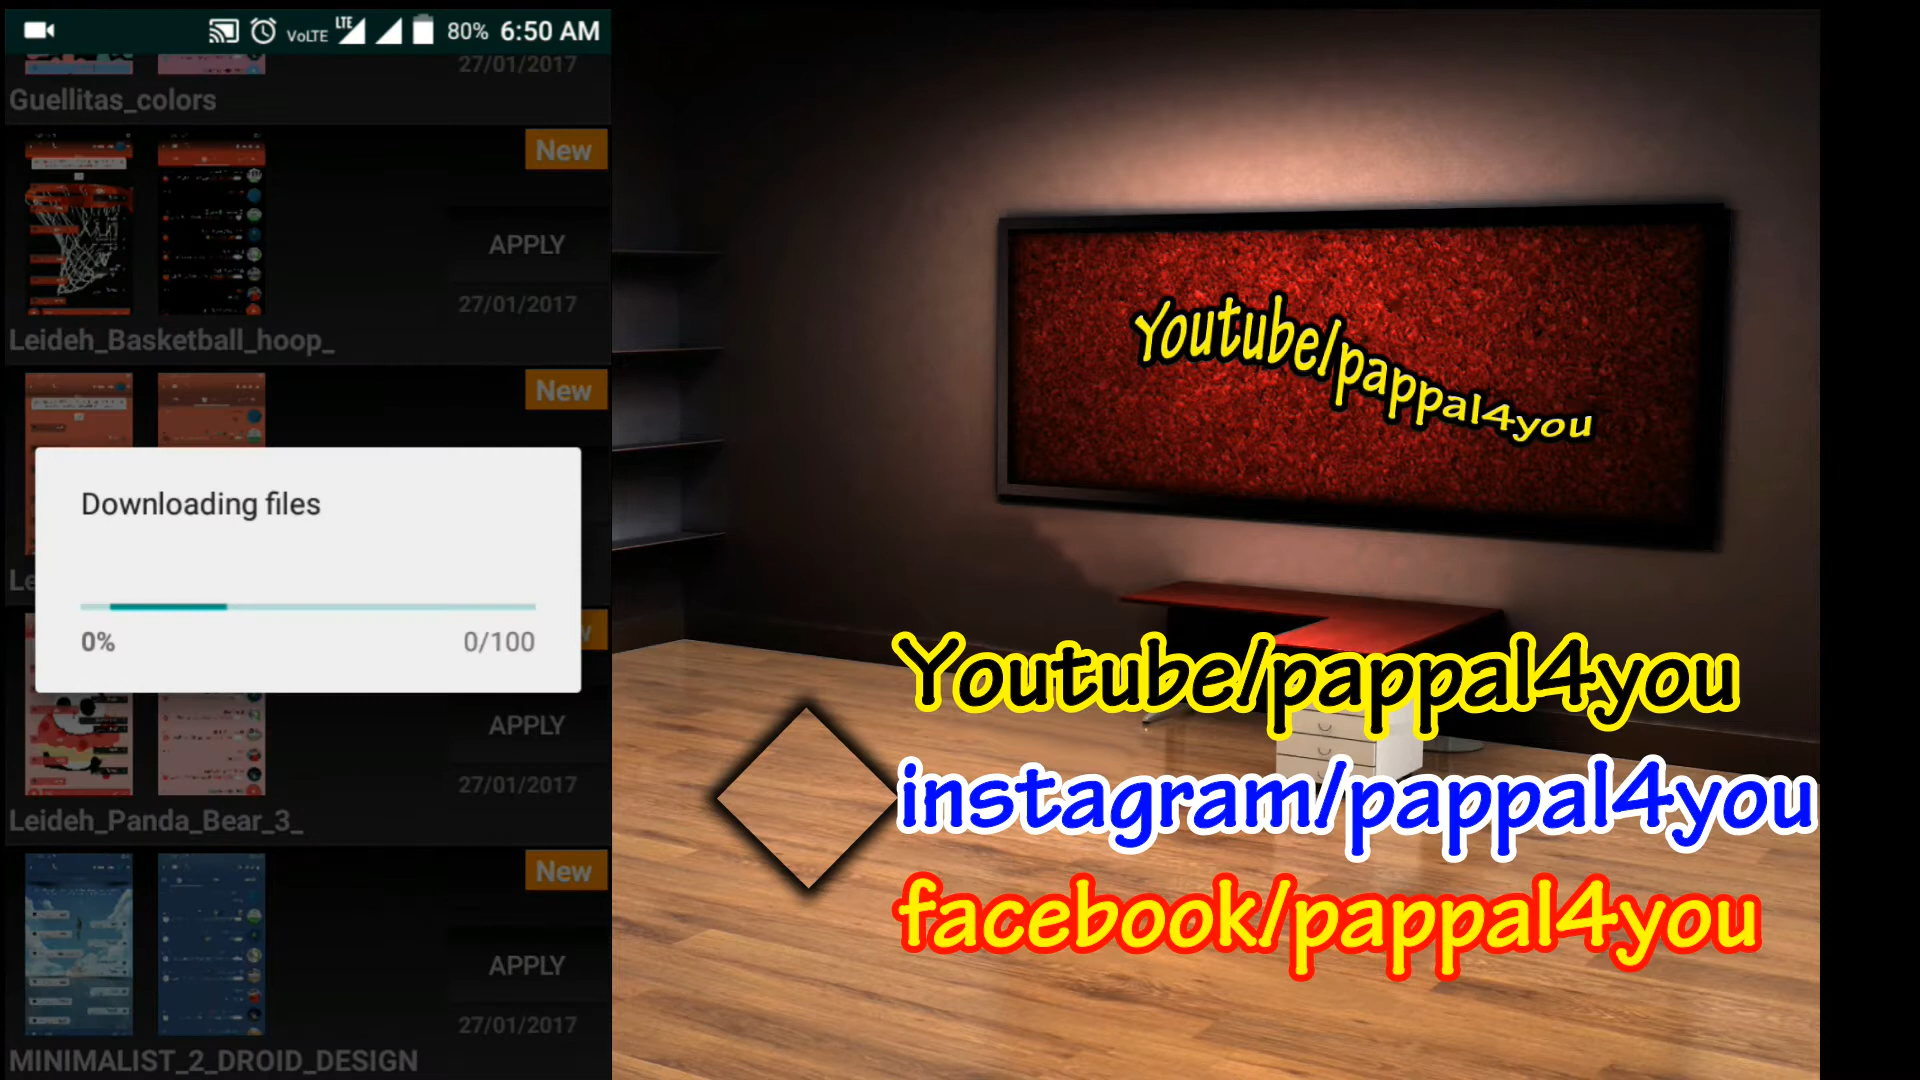 VoLTE LTE 80% 6:50 AM
27/01/2017
Guellitas_colors
New
APPLY
27/01/2017
Leideh_Basketball_hoop_
New
Downloading files
0% 0/100
APPLY
27/01/2017
Leideh_Panda_Bear_3_
New
APPLY
27/01/2017
MINIMALIST_2_DROID_DESIGN
Youtube/pappal4you
Youtube/pappal4you
instagram/pappal4you
facebook/pappal4you